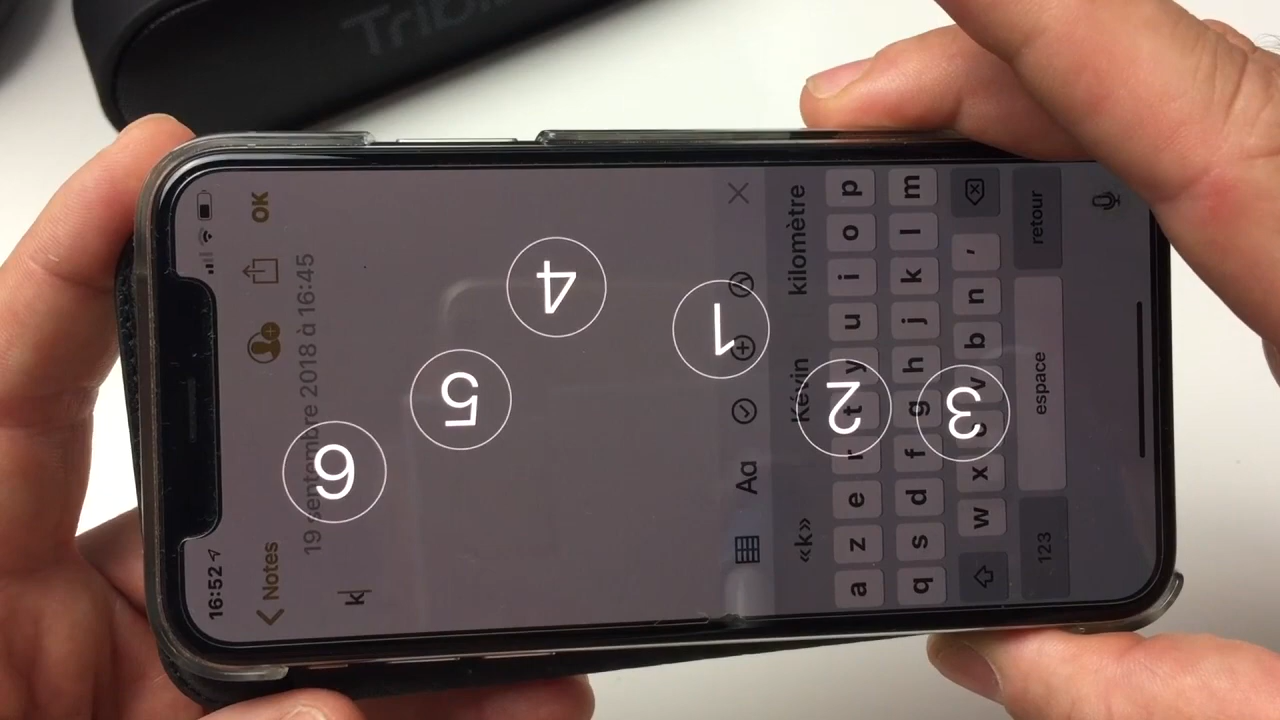 16:52
Notes
OK
19 septembre 2018 à 16:45
k
Aa
«k»
Kévin
kilomètre
a z e r t y u i o p
q s d f g h j k l m
w x c v b n '
123
espace
retour
1
2
3
4
5
6